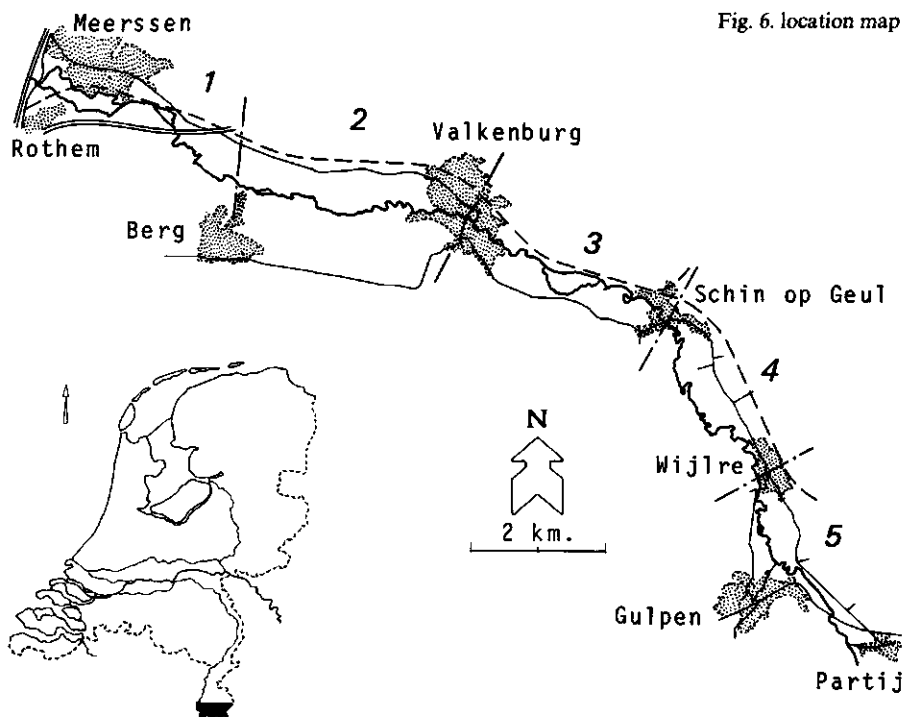 Fig. 6. location map
Meerssen
1
2
Valkenburg
Rothem
Berg
3
Schin op Geul
4
N
Wijlre
2 km.
5
Gulpen
Partij